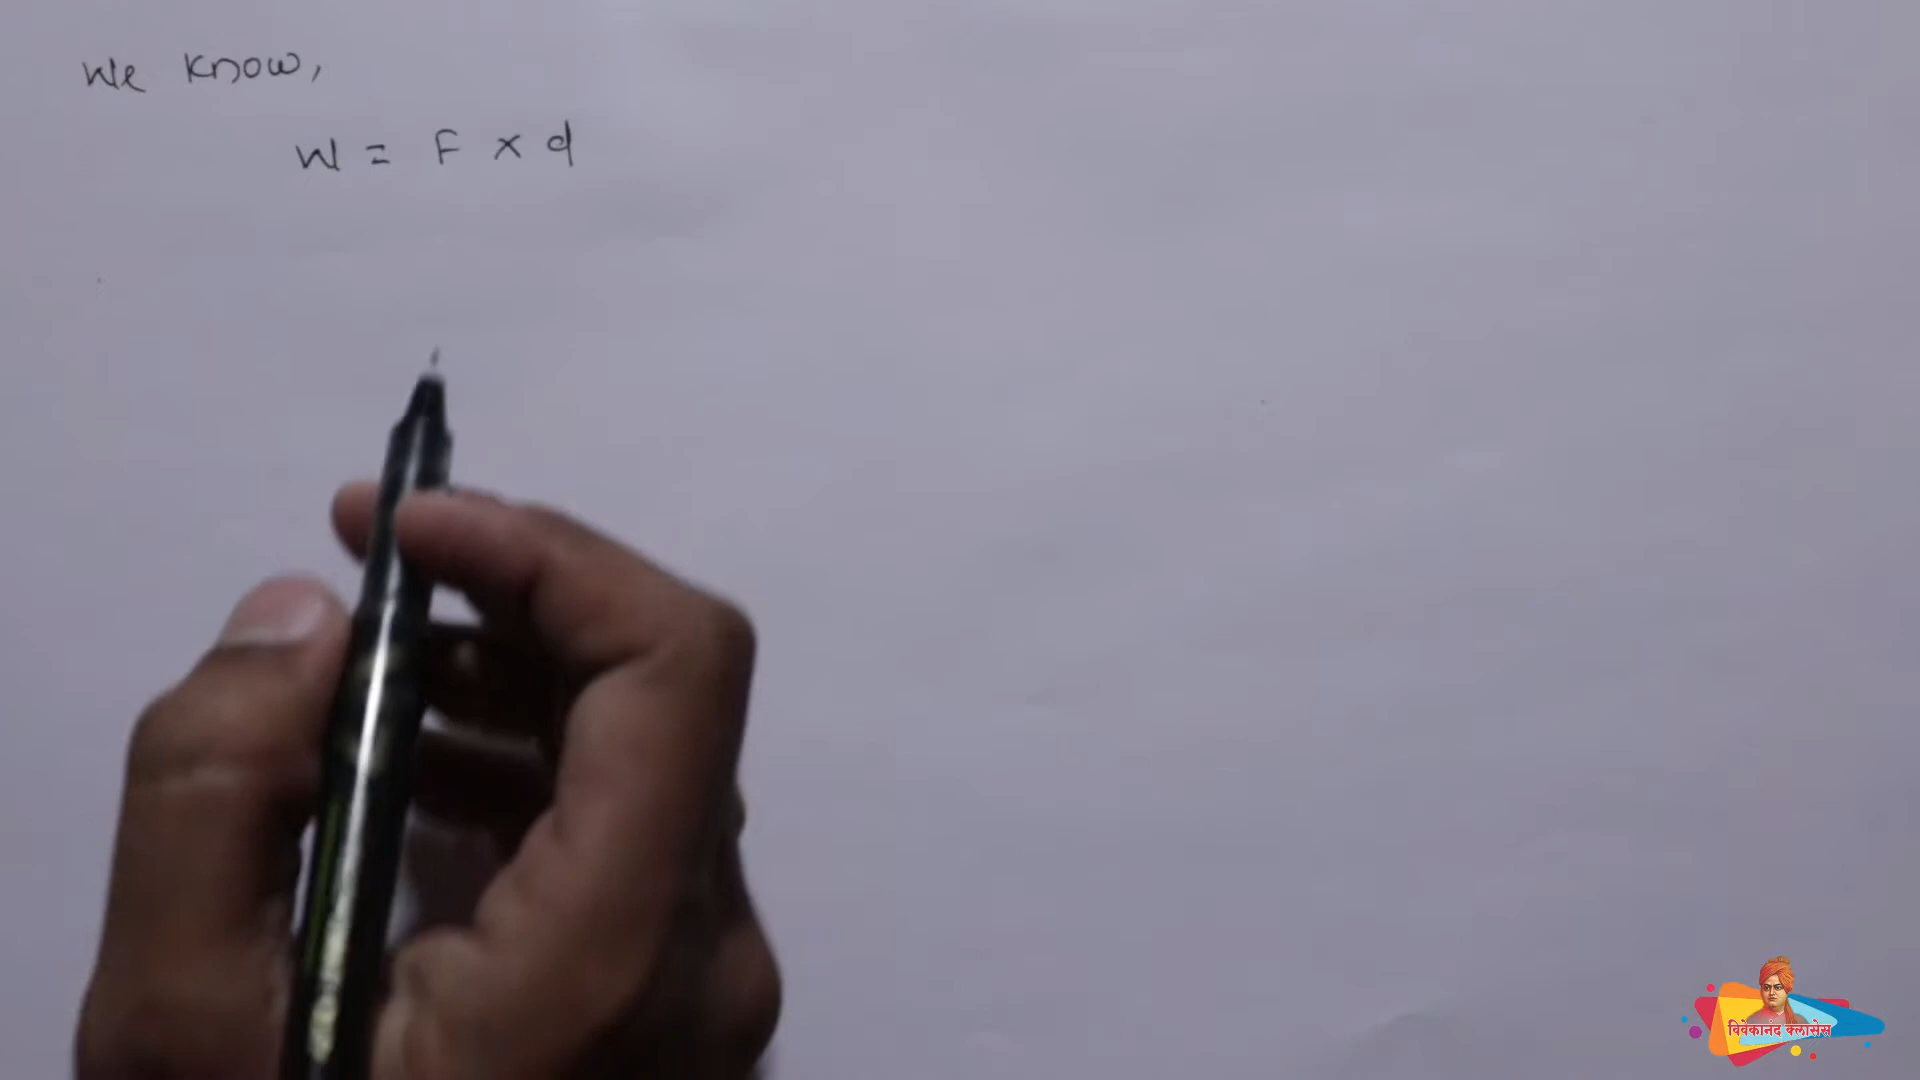 We know,
W = F × d
विवेकानंद क्लासेस